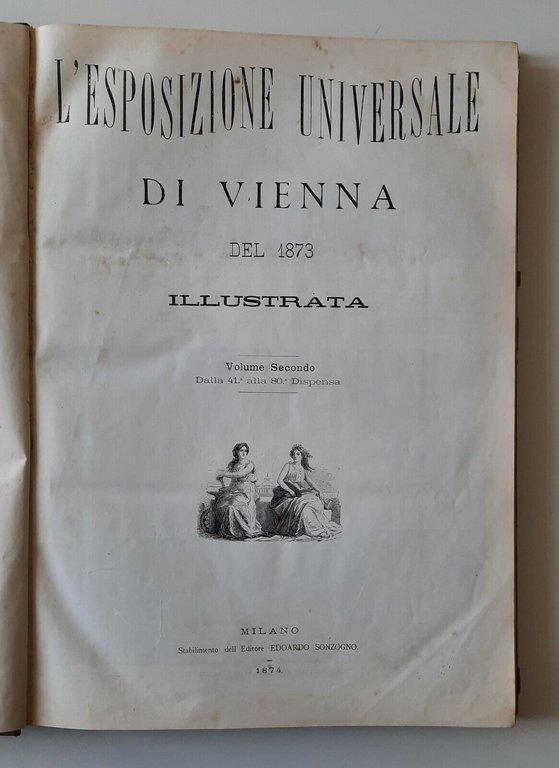 L'ESPOSIZIONE UNIVERSALE
DI VIENNA
DEL 1873
ILLUSTRATA
Volume Secondo
Dalla 41.ª alla 80.ª Dispensa
MILANO
Stabilimento dell'Editore EDOARDO SONZOGNO.
1874.